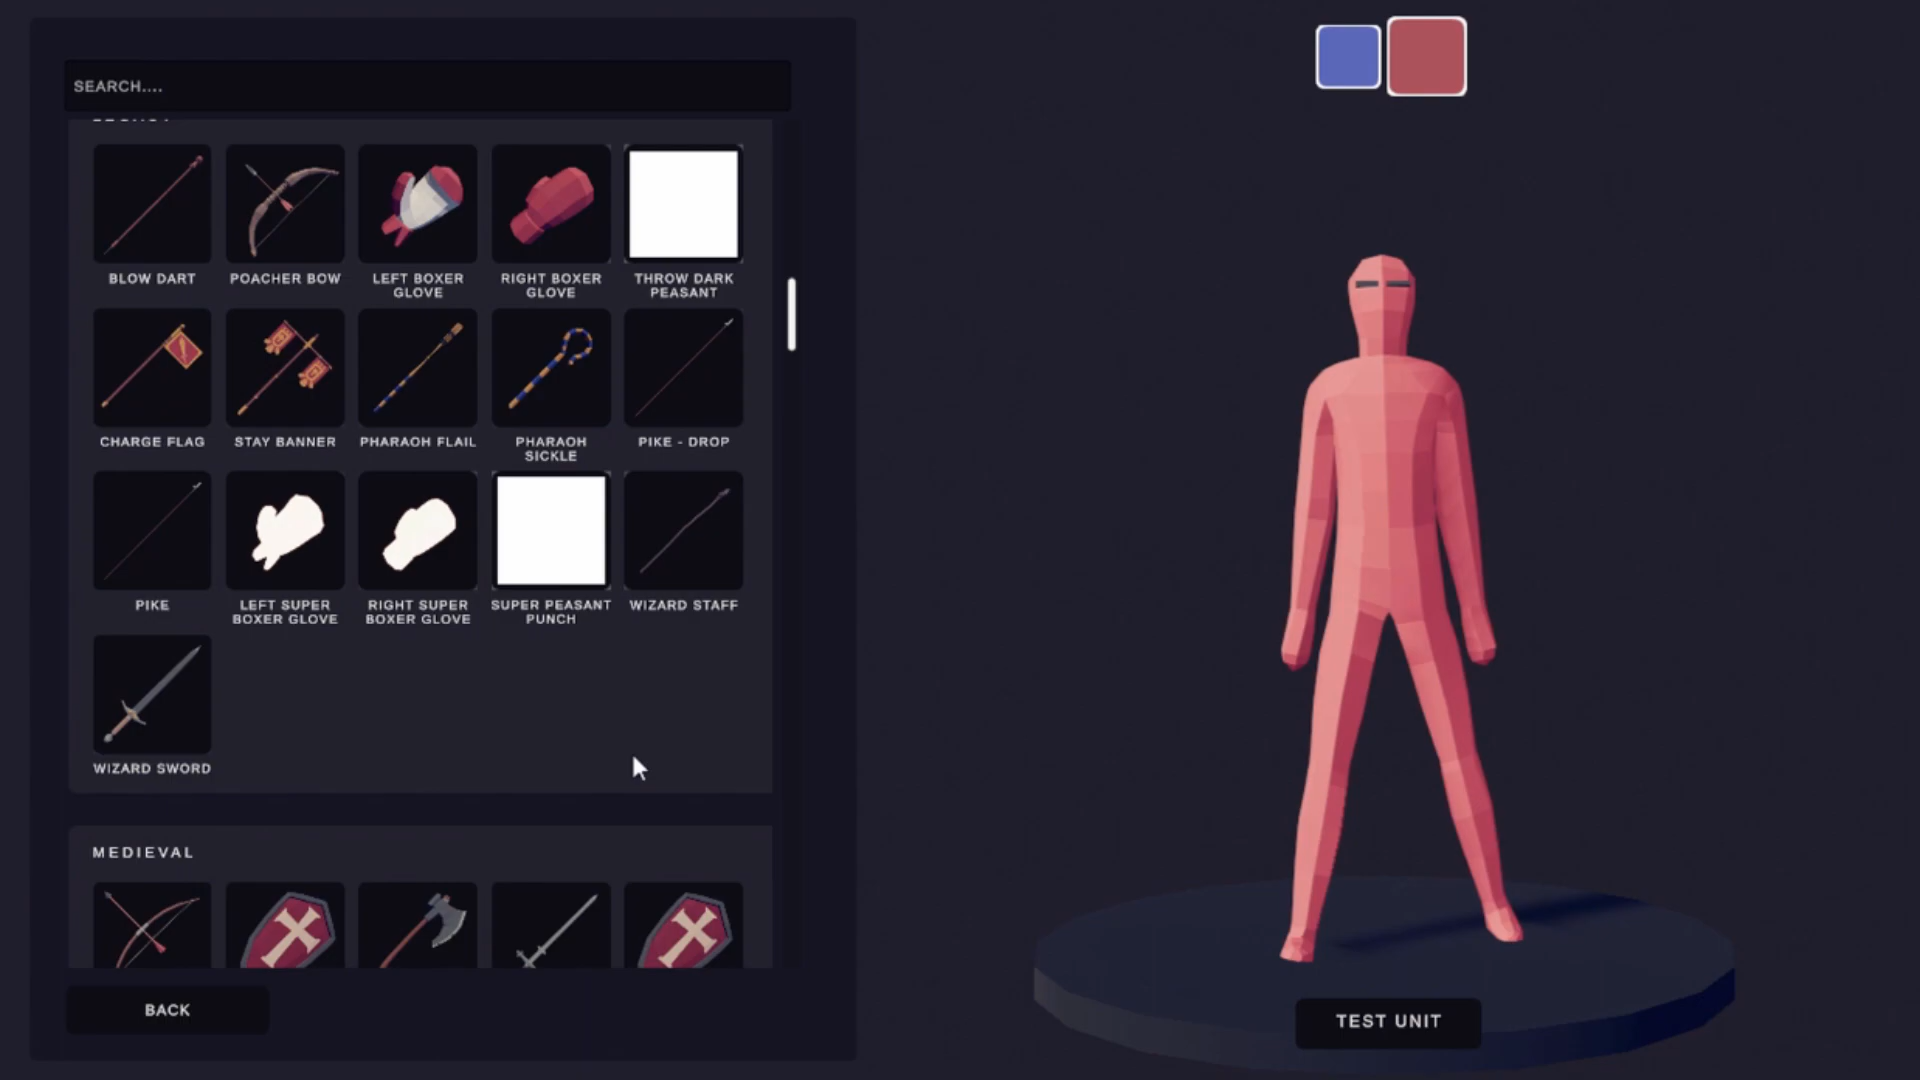 SEARCH....
BLOW DART
POACHER BOW
LEFT BOXER
GLOVE
RIGHT BOXER
GLOVE
THROW DARK
PEASANT
CHARGE FLAG
STAY BANNER
PHARAOH FLAIL
PHARAOH
SICKLE
PIKE - DROP
PIKE
LEFT SUPER
BOXER GLOVE
RIGHT SUPER
BOXER GLOVE
SUPER PEASANT
PUNCH
WIZARD STAFF
WIZARD SWORD
MEDIEVAL
BACK
TEST UNIT